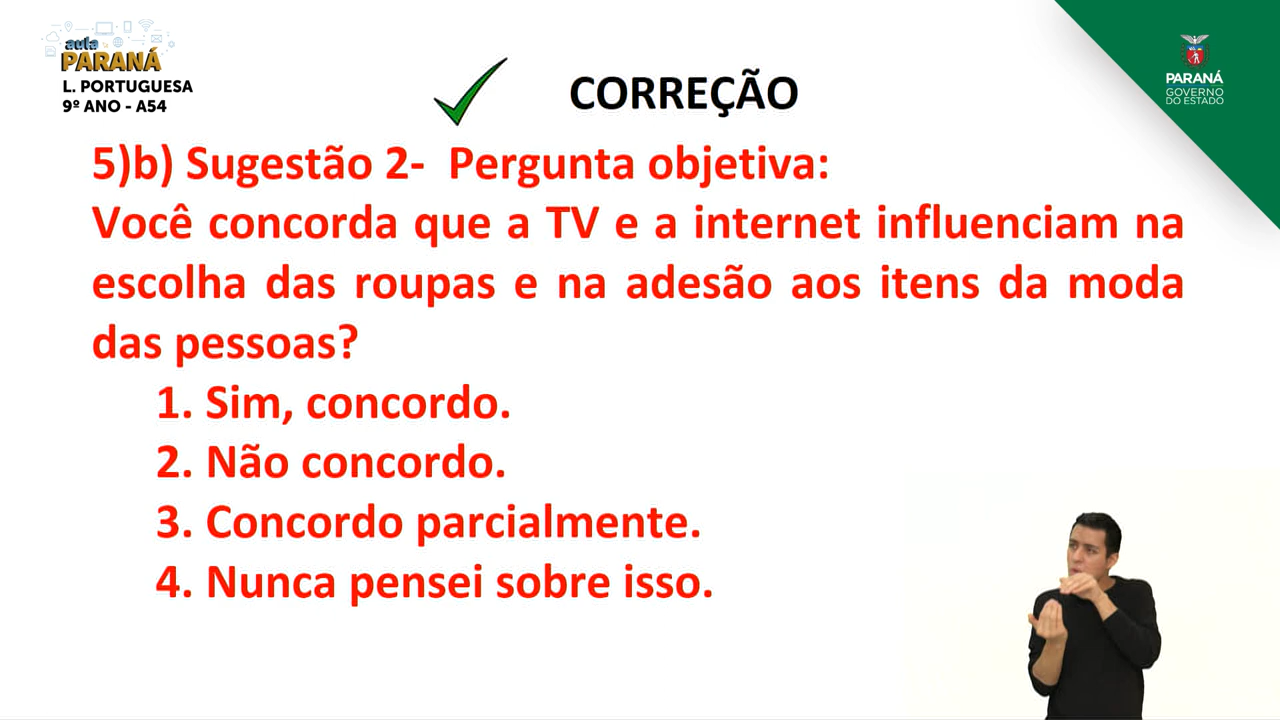 aula
PARANÁ
L. PORTUGUESA
9º ANO - A54
CORREÇÃO
PARANÁ
GOVERNO
DO ESTADO
5)b) Sugestão 2- Pergunta objetiva:
Você concorda que a TV e a internet influenciam na
escolha das roupas e na adesão aos itens da moda
das pessoas?
1. Sim, concordo.
2. Não concordo.
3. Concordo parcialmente.
4. Nunca pensei sobre isso.